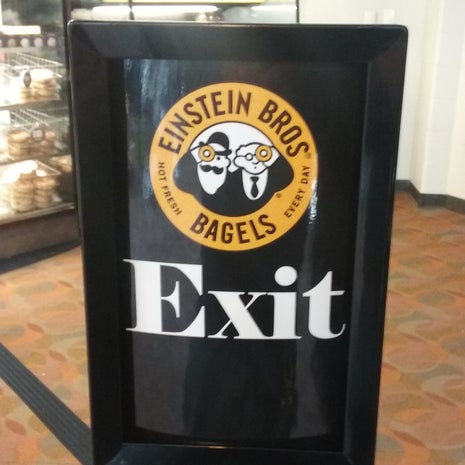 EINSTEIN BROS®
HOT FRESH
EVERY DAY
BAGELS
®
Exit